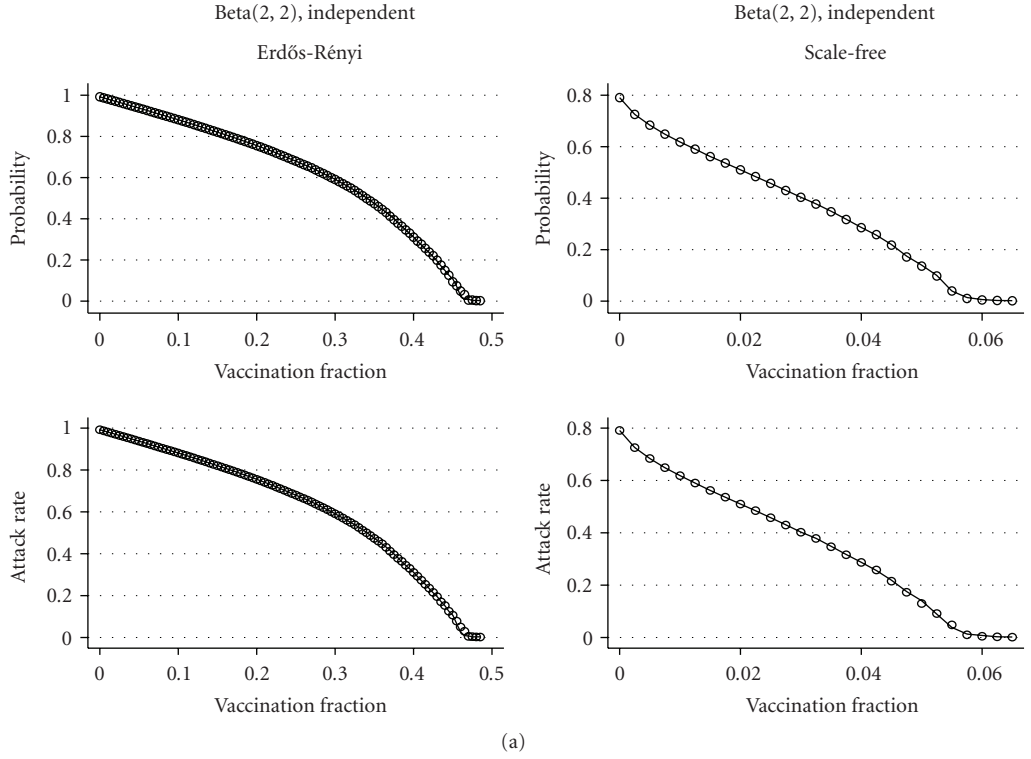 Beta(2, 2), independent
Erdős-Rényi
Probability
1
0.8
0.6
0.4
0.2
0
0 0.1 0.2 0.3 0.4 0.5
Vaccination fraction
Beta(2, 2), independent
Scale-free
Probability
0.8
0.6
0.4
0.2
0
0 0.02 0.04 0.06
Vaccination fraction
Attack rate
1
0.8
0.6
0.4
0.2
0
0 0.1 0.2 0.3 0.4 0.5
Vaccination fraction
Attack rate
0.8
0.6
0.4
0.2
0
0 0.02 0.04 0.06
Vaccination fraction
(a)